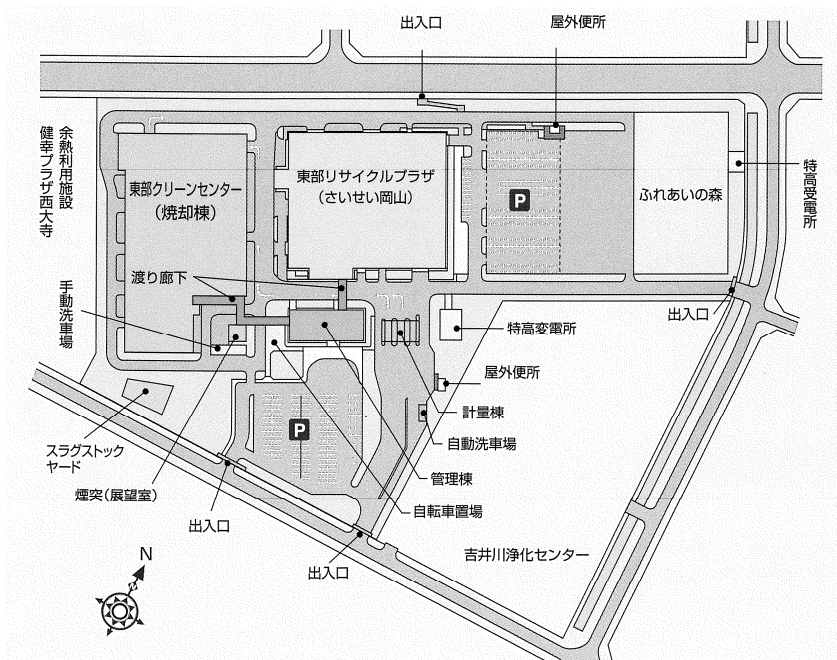 出入口
屋外便所
余熱利用施設
健幸プラザ西大寺
東部クリーンセンター
(焼却棟)
東部リサイクルプラザ
(さいせい岡山)
P
ふれあいの森
特高受電所
渡り廊下
手動洗車場
出入口
特高変電所
屋外便所
計量棟
自動洗車場
P
スラグストック
ヤード
管理棟
煙突(展望室)
自転車置場
出入口
出入口
吉井川浄化センター
N